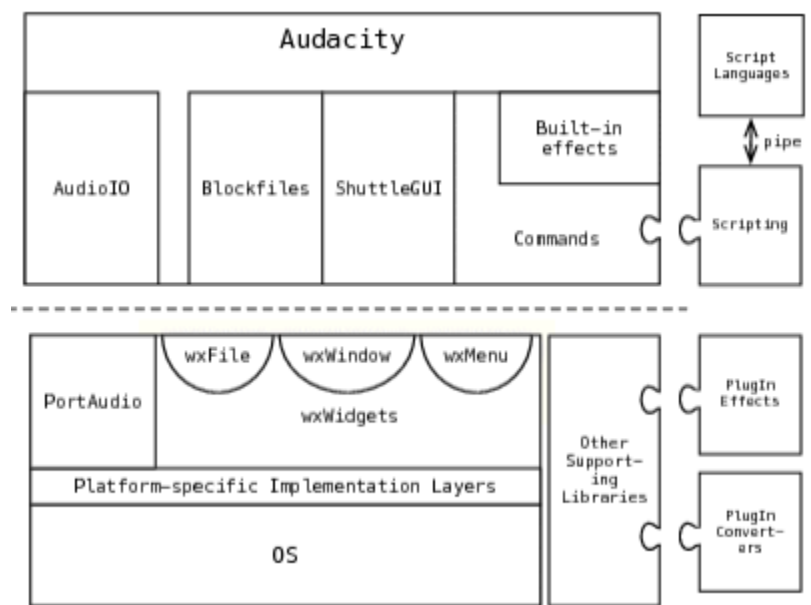 Audacity
Script
Languages
pipe
Built-in
effects
AudioIO
Blockfiles
ShuttleGUI
Commands
Scripting
wxFile
wxWindow
wxMenu
PortAudio
wxWidgets
PlugIn
Effects
Other
Support-
ing
Libraries
Platform-specific Implementation Layers
OS
PlugIn
Convert-
ers